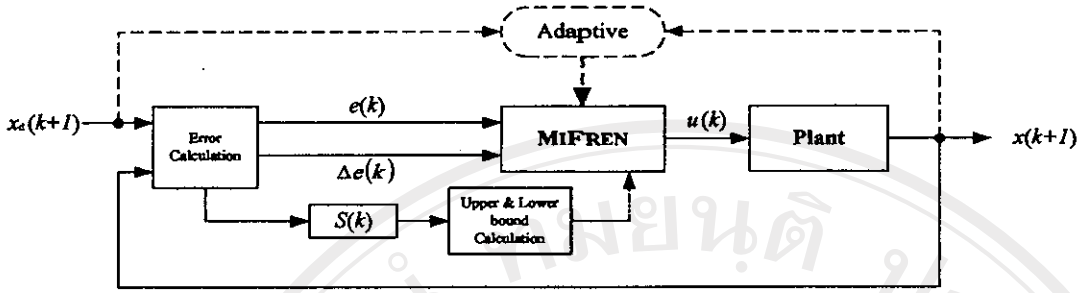 Adaptive
x_d(k+1)
Error
Calculation
e(k)
Δe(k)
MIFREN
u(k)
Plant
x(k+1)
S(k)
Upper & Lower
bound
Calculation